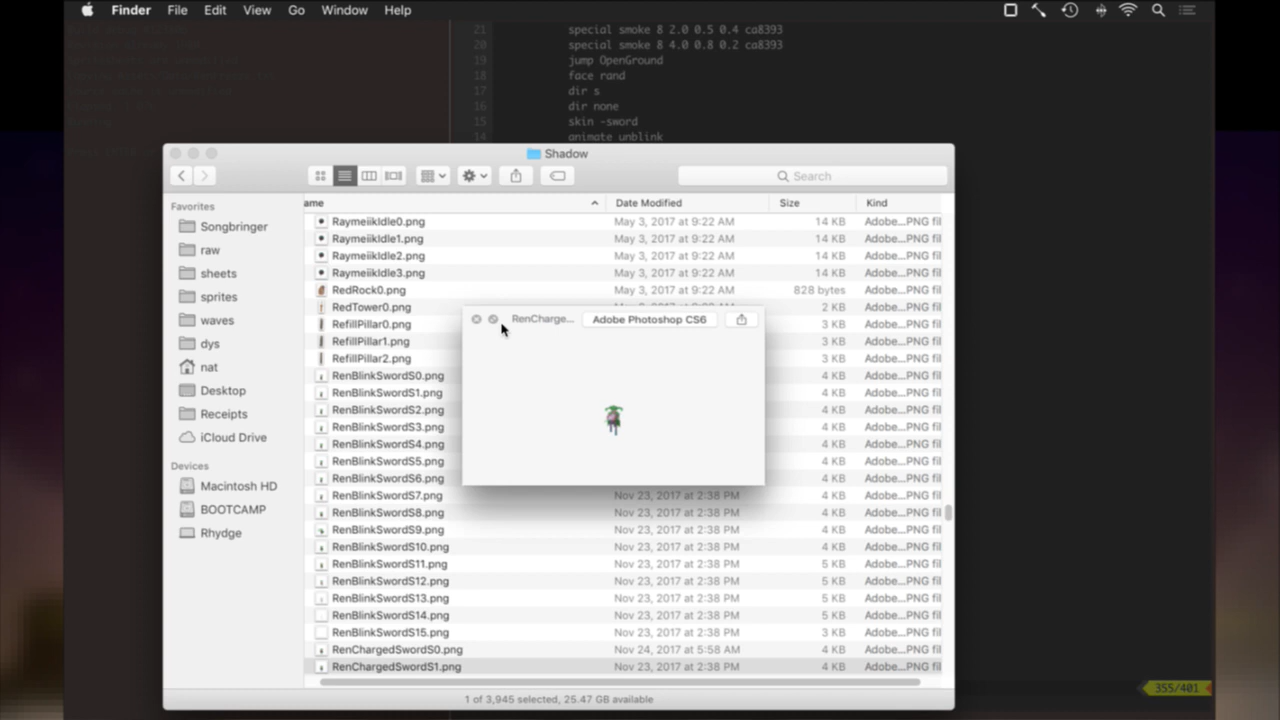 Finder File Edit View Go Window Help
21 special smoke 8 2.0 0.5 0.4 ca8393
20 special smoke 8 4.0 0.8 0.2 ca8393
19 jump OpenGround
18 face rand
17 dir s
16 dir none
15 skin -sword
14 animate unblink
Shadow
Search
Favorites
Songbringer
raw
sheets
sprites
waves
dys
nat
Desktop
Receipts
iCloud Drive
Devices
Macintosh HD
BOOTCAMP
Rhydge
ame Date Modified Size Kind
RaymeiikIdle0.png May 3, 2017 at 9:22 AM 14 KB Adobe...PNG fil
RaymeiikIdle1.png May 3, 2017 at 9:22 AM 14 KB Adobe...PNG fil
RaymeiikIdle2.png May 3, 2017 at 9:22 AM 14 KB Adobe...PNG fil
RaymeiikIdle3.png May 3, 2017 at 9:22 AM 14 KB Adobe...PNG fil
RedRock0.png May 3, 2017 at 9:22 AM 828 bytes Adobe...PNG fil
RedTower0.png 2 KB Adobe...PNG fil
RefillPillar0.png 3 KB Adobe...PNG fil
RefillPillar1.png 3 KB Adobe...PNG fil
RefillPillar2.png 3 KB Adobe...PNG fil
RenBlinkSwordS0.png 4 KB Adobe...PNG fil
RenBlinkSwordS1.png 4 KB Adobe...PNG fil
RenBlinkSwordS2.png 4 KB Adobe...PNG fil
RenBlinkSwordS3.png 4 KB Adobe...PNG fil
RenBlinkSwordS4.png 4 KB Adobe...PNG fil
RenBlinkSwordS5.png 4 KB Adobe...PNG fil
RenBlinkSwordS6.png 4 KB Adobe...PNG fil
RenBlinkSwordS7.png Nov 23, 2017 at 2:38 PM 4 KB Adobe...PNG fil
RenBlinkSwordS8.png Nov 23, 2017 at 2:38 PM 4 KB Adobe...PNG fil
RenBlinkSwordS9.png Nov 23, 2017 at 2:38 PM 4 KB Adobe...PNG fil
RenBlinkSwordS10.png Nov 23, 2017 at 2:38 PM 4 KB Adobe...PNG fil
RenBlinkSwordS11.png Nov 23, 2017 at 2:38 PM 5 KB Adobe...PNG fil
RenBlinkSwordS12.png Nov 23, 2017 at 2:38 PM 5 KB Adobe...PNG fil
RenBlinkSwordS13.png Nov 23, 2017 at 2:38 PM 5 KB Adobe...PNG fil
RenBlinkSwordS14.png Nov 23, 2017 at 2:38 PM 5 KB Adobe...PNG fil
RenBlinkSwordS15.png Nov 23, 2017 at 2:38 PM 3 KB Adobe...PNG fil
RenChargedSwordS0.png Nov 24, 2017 at 5:58 AM 4 KB Adobe...PNG fil
RenChargedSwordS1.png Nov 23, 2017 at 2:38 PM 4 KB Adobe...PNG fil
RenCharge... Adobe Photoshop CS6
1 of 3,945 selected, 25.47 GB available
355/401